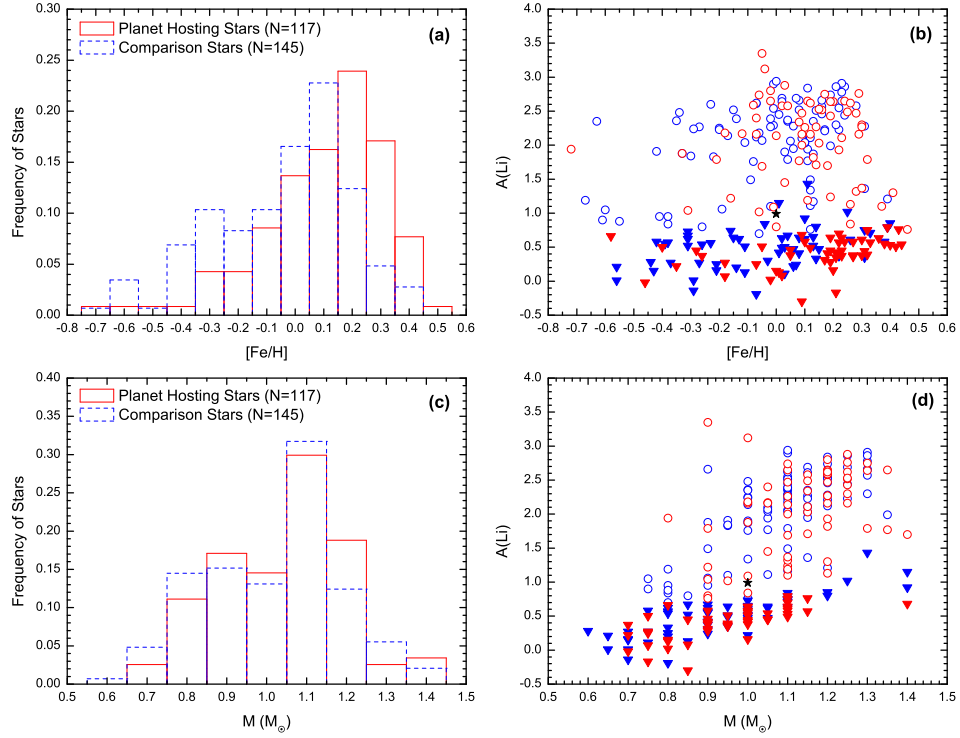 Planet Hosting Stars (N=117)
Comparison Stars (N=145)
(a)
Frequency of Stars
0.30
0.25
0.20
0.15
0.10
0.05
0.00
-0.8 -0.7 -0.6 -0.5 -0.4 -0.3 -0.2 -0.1 0.0 0.1 0.2 0.3 0.4 0.5 0.6
[Fe/H]
(b)
A(Li)
4.0
3.5
3.0
2.5
2.0
1.5
1.0
0.5
0.0
-0.5
-0.8 -0.7 -0.6 -0.5 -0.4 -0.3 -0.2 -0.1 0.0 0.1 0.2 0.3 0.4 0.5 0.6
[Fe/H]
Planet Hosting Stars (N=117)
Comparison Stars (N=145)
(c)
Frequency of Stars
0.40
0.35
0.30
0.25
0.20
0.15
0.10
0.05
0.00
0.5 0.6 0.7 0.8 0.9 1.0 1.1 1.2 1.3 1.4 1.5
M (M☉)
(d)
A(Li)
4.0
3.5
3.0
2.5
2.0
1.5
1.0
0.5
0.0
-0.5
0.5 0.6 0.7 0.8 0.9 1.0 1.1 1.2 1.3 1.4 1.5
M (M☉)